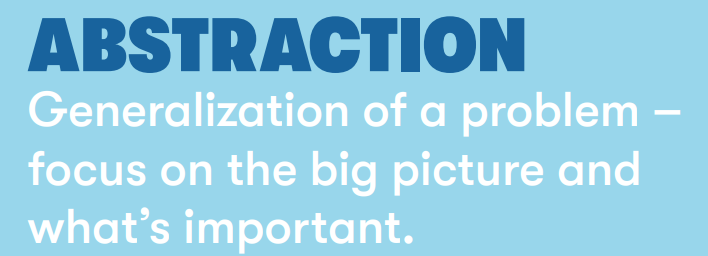 ABSTRACTION
Generalization of a problem –
focus on the big picture and
what's important.